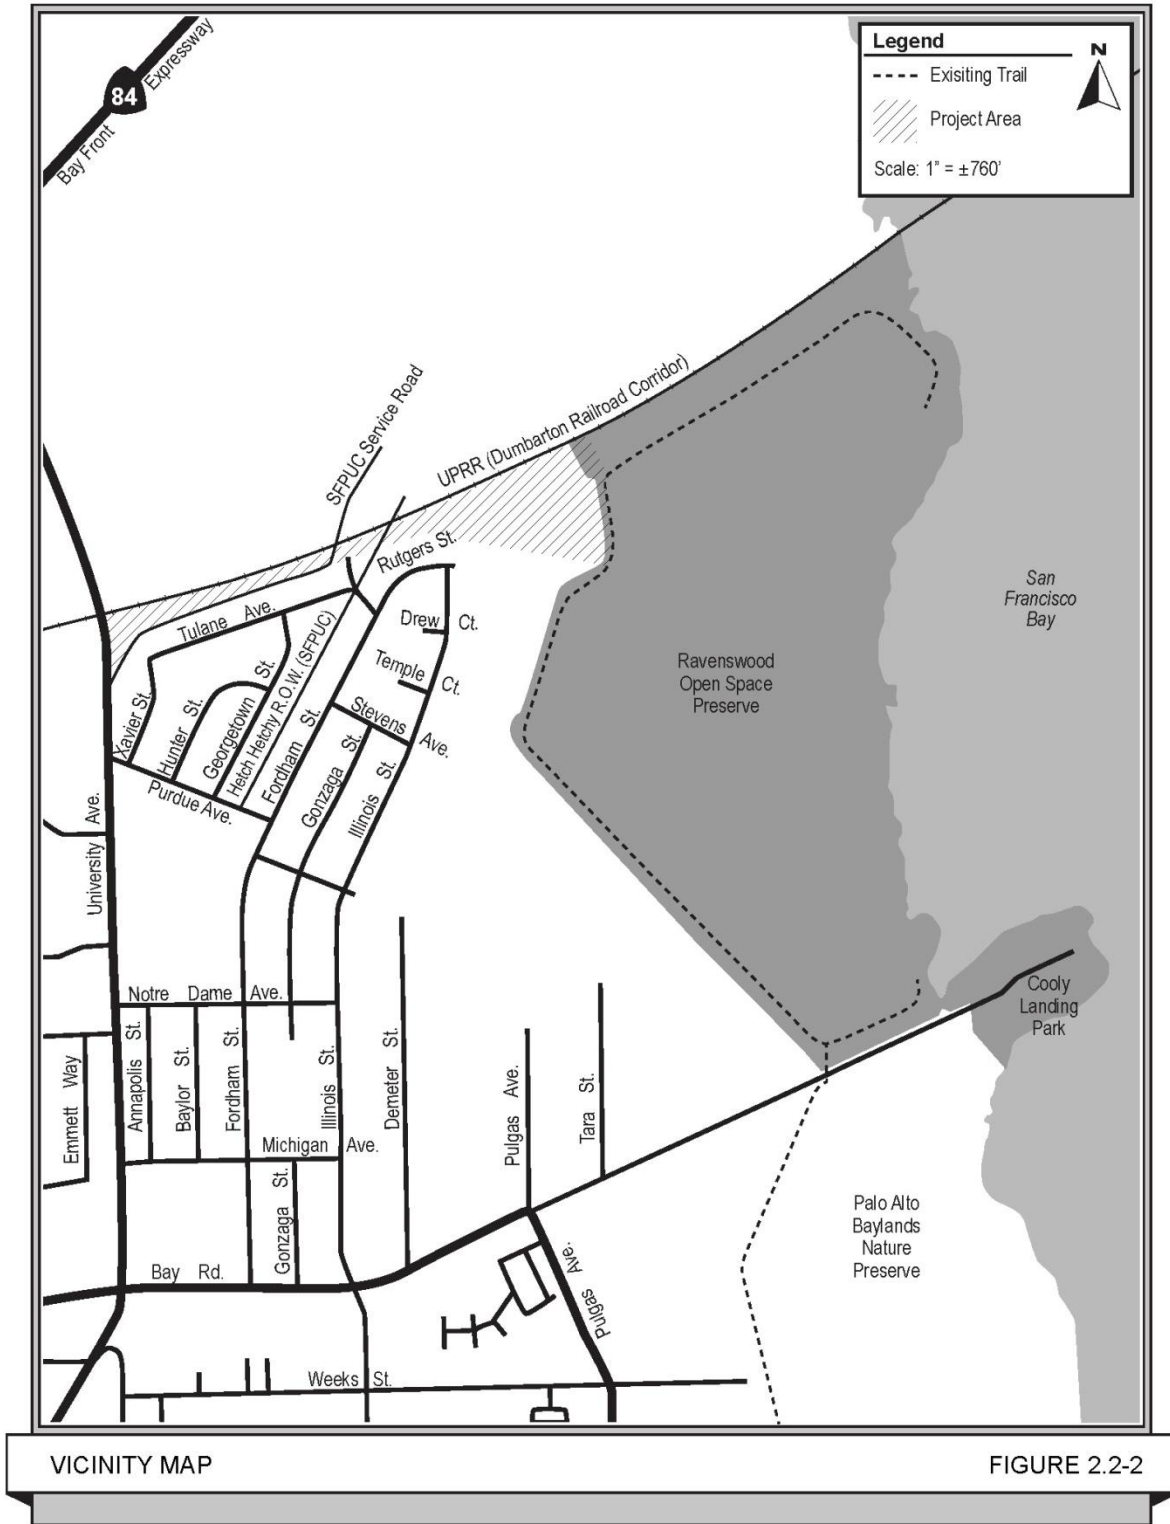 Legend
N
Exisiting Trail
Project Area
Scale: 1" = ±760'
84
Bay Front
Expressway
SFPUC Service Road
UPRR (Dumbarton Railroad Corridor)
Rutgers St.
Tulane Ave.
Drew Ct.
Temple Ct.
Stevens Ave.
Xavier St.
Hunter St.
Georgetown St.
Hetch Hetchy R.O.W. (SFPUC)
Fordham St.
Gonzaga St.
Illinois St.
Purdue Ave.
University Ave.
San
Francisco
Bay
Ravenswood
Open Space
Preserve
Cooly
Landing
Park
Notre Dame Ave.
Emmett Way
Annapolis St.
Baylor St.
Fordham St.
Illinois St.
Demeter St.
Pulgas Ave.
Tara St.
Michigan Ave.
Gonzaga St.
Palo Alto
Baylands
Nature
Preserve
Bay Rd.
Pulgas Ave.
Weeks St.
VICINITY MAP
FIGURE 2.2-2